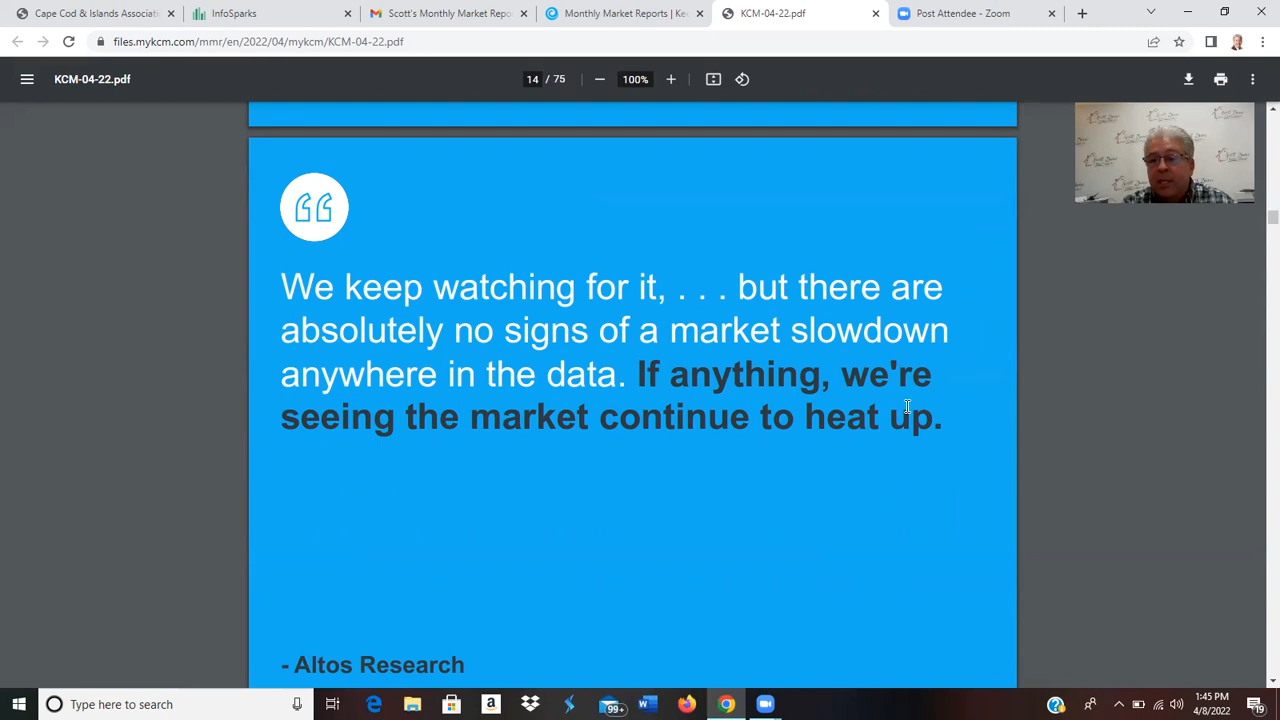 Cape Cod & Islands Associati
InfoSparks
Scott's Monthly Market Repo
Monthly Market Reports | Kee
KCM-04-22.pdf
Post Attendee - Zoom
files.mykcm.com/mmr/en/2022/04/mykcm/KCM-04-22.pdf
KCM-04-22.pdf
14 / 75
100%
We keep watching for it, . . . but there are
absolutely no signs of a market slowdown
anywhere in the data. If anything, we're
seeing the market continue to heat up.
- Altos Research
Type here to search
99+
1:45 PM
4/8/2022
19